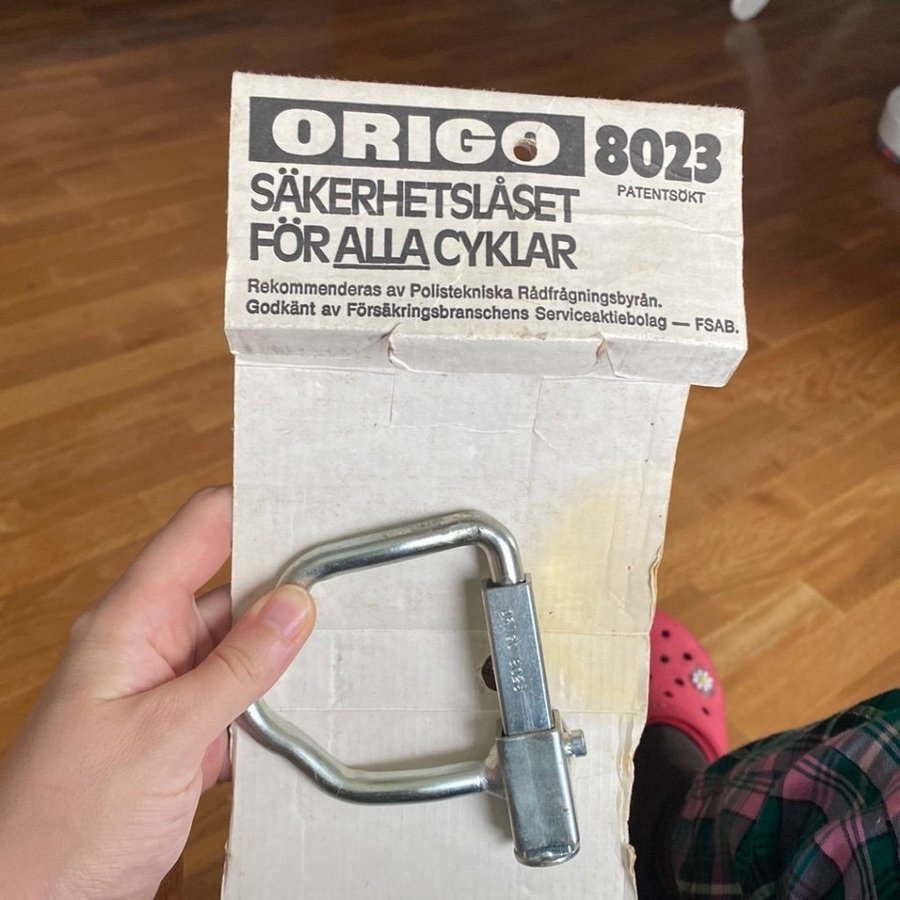 ORIGO 8023
PATENTSÖKT
SÄKERHETSLÅSET
FÖR ALLA CYKLAR
Rekommenderas av Polistekniska Rådfrågningsbyrån.
Godkänt av Försäkringsbranschens Serviceaktiebolag — FSAB.